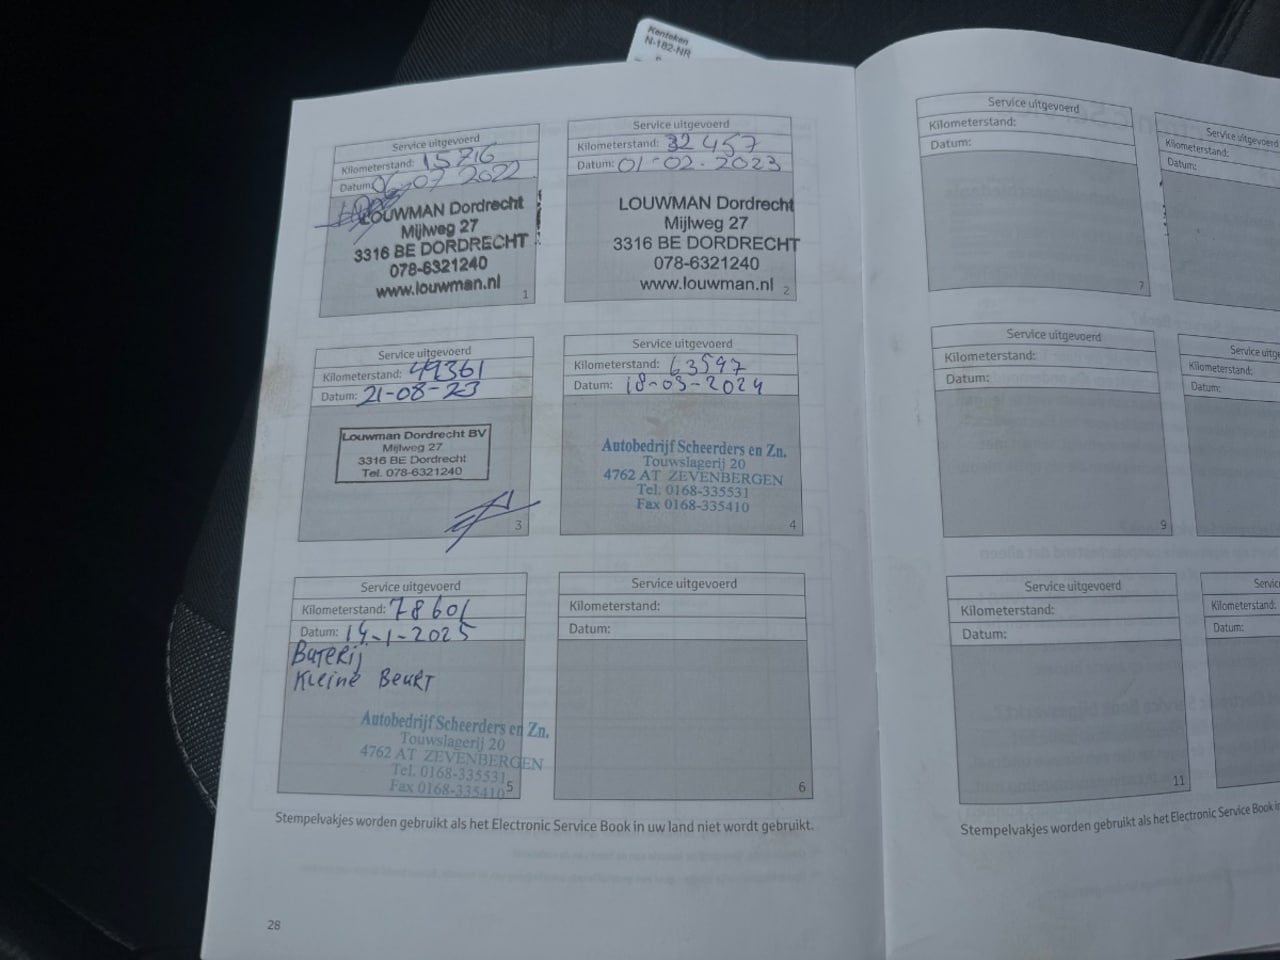 Kenteken
N-182-NR
Service uitgevoerd
Kilometerstand: 15716
Datum: 06-07 2022
LOUWMAN Dordrecht
Mijlweg 27
3316 BE DORDRECHT
078-6321240
www.louwman.nl
1
Service uitgevoerd
Kilometerstand: 32 457
Datum: 01-02-2023
LOUWMAN Dordrecht
Mijlweg 27
3316 BE DORDRECHT
078-6321240
www.louwman.nl
2
Service uitgevoerd
Kilometerstand: 49361
Datum: 21-08-23
Louwman Dordrecht BV
Mijlweg 27
3316 BE Dordrecht
Tel. 078-6321240
3
Service uitgevoerd
Kilometerstand: 63597
Datum: 18-03-2024
Autobedrijf Scheerders en Zn.
Touwslagerij 20
4762 AT ZEVENBERGEN
Tel. 0168-335531
Fax 0168-335410
4
Service uitgevoerd
Kilometerstand: 78601
Datum: 14-1-2025
BATERIJ
Kleine BEURT
Autobedrijf Scheerders en Zn.
Touwslagerij 20
4762 AT ZEVENBERGEN
Tel. 0168-335531
Fax 0168-335410
5
Service uitgevoerd
Kilometerstand:
Datum:
6
Stempelvakjes worden gebruikt als het Electronic Service Book in uw land niet wordt gebruikt.
28
Service uitgevoerd
Kilometerstand:
Datum:
7
Service uitgevoerd
Kilometerstand:
Datum:
Service uitgevoerd
Kilometerstand:
Datum:
9
Service uitge
Kilometerstand:
Datum:
Service uitgevoerd
Kilometerstand:
Datum:
11
Servic
Kilometerstand:
Datum:
Stempelvakjes worden gebruikt als het Electronic Service Book in